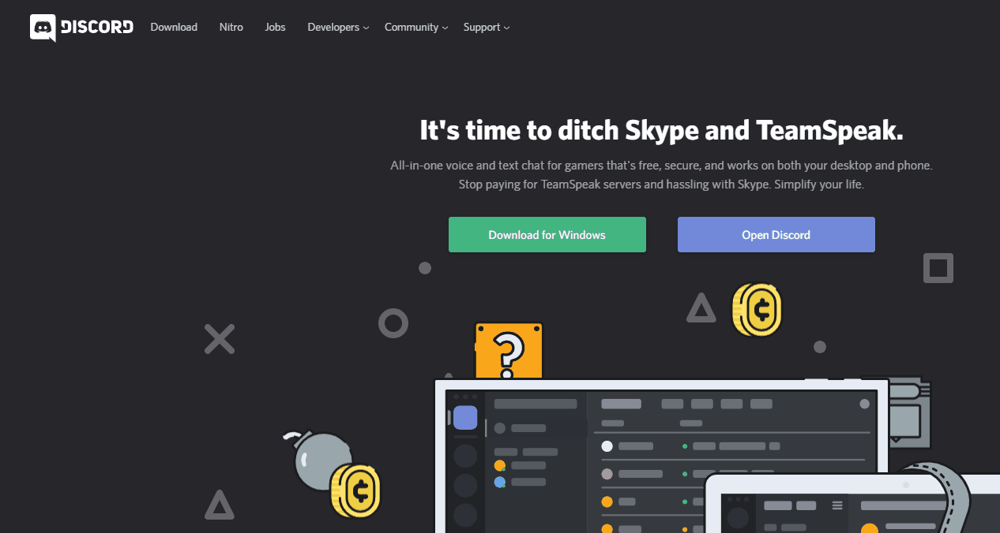 DISCORD Download Nitro Jobs Developers Community Support
It's time to ditch Skype and TeamSpeak.
All-in-one voice and text chat for gamers that's free, secure, and works on both your desktop and phone.
Stop paying for TeamSpeak servers and hassling with Skype. Simplify your life.
Download for Windows Open Discord
¢
?
¢